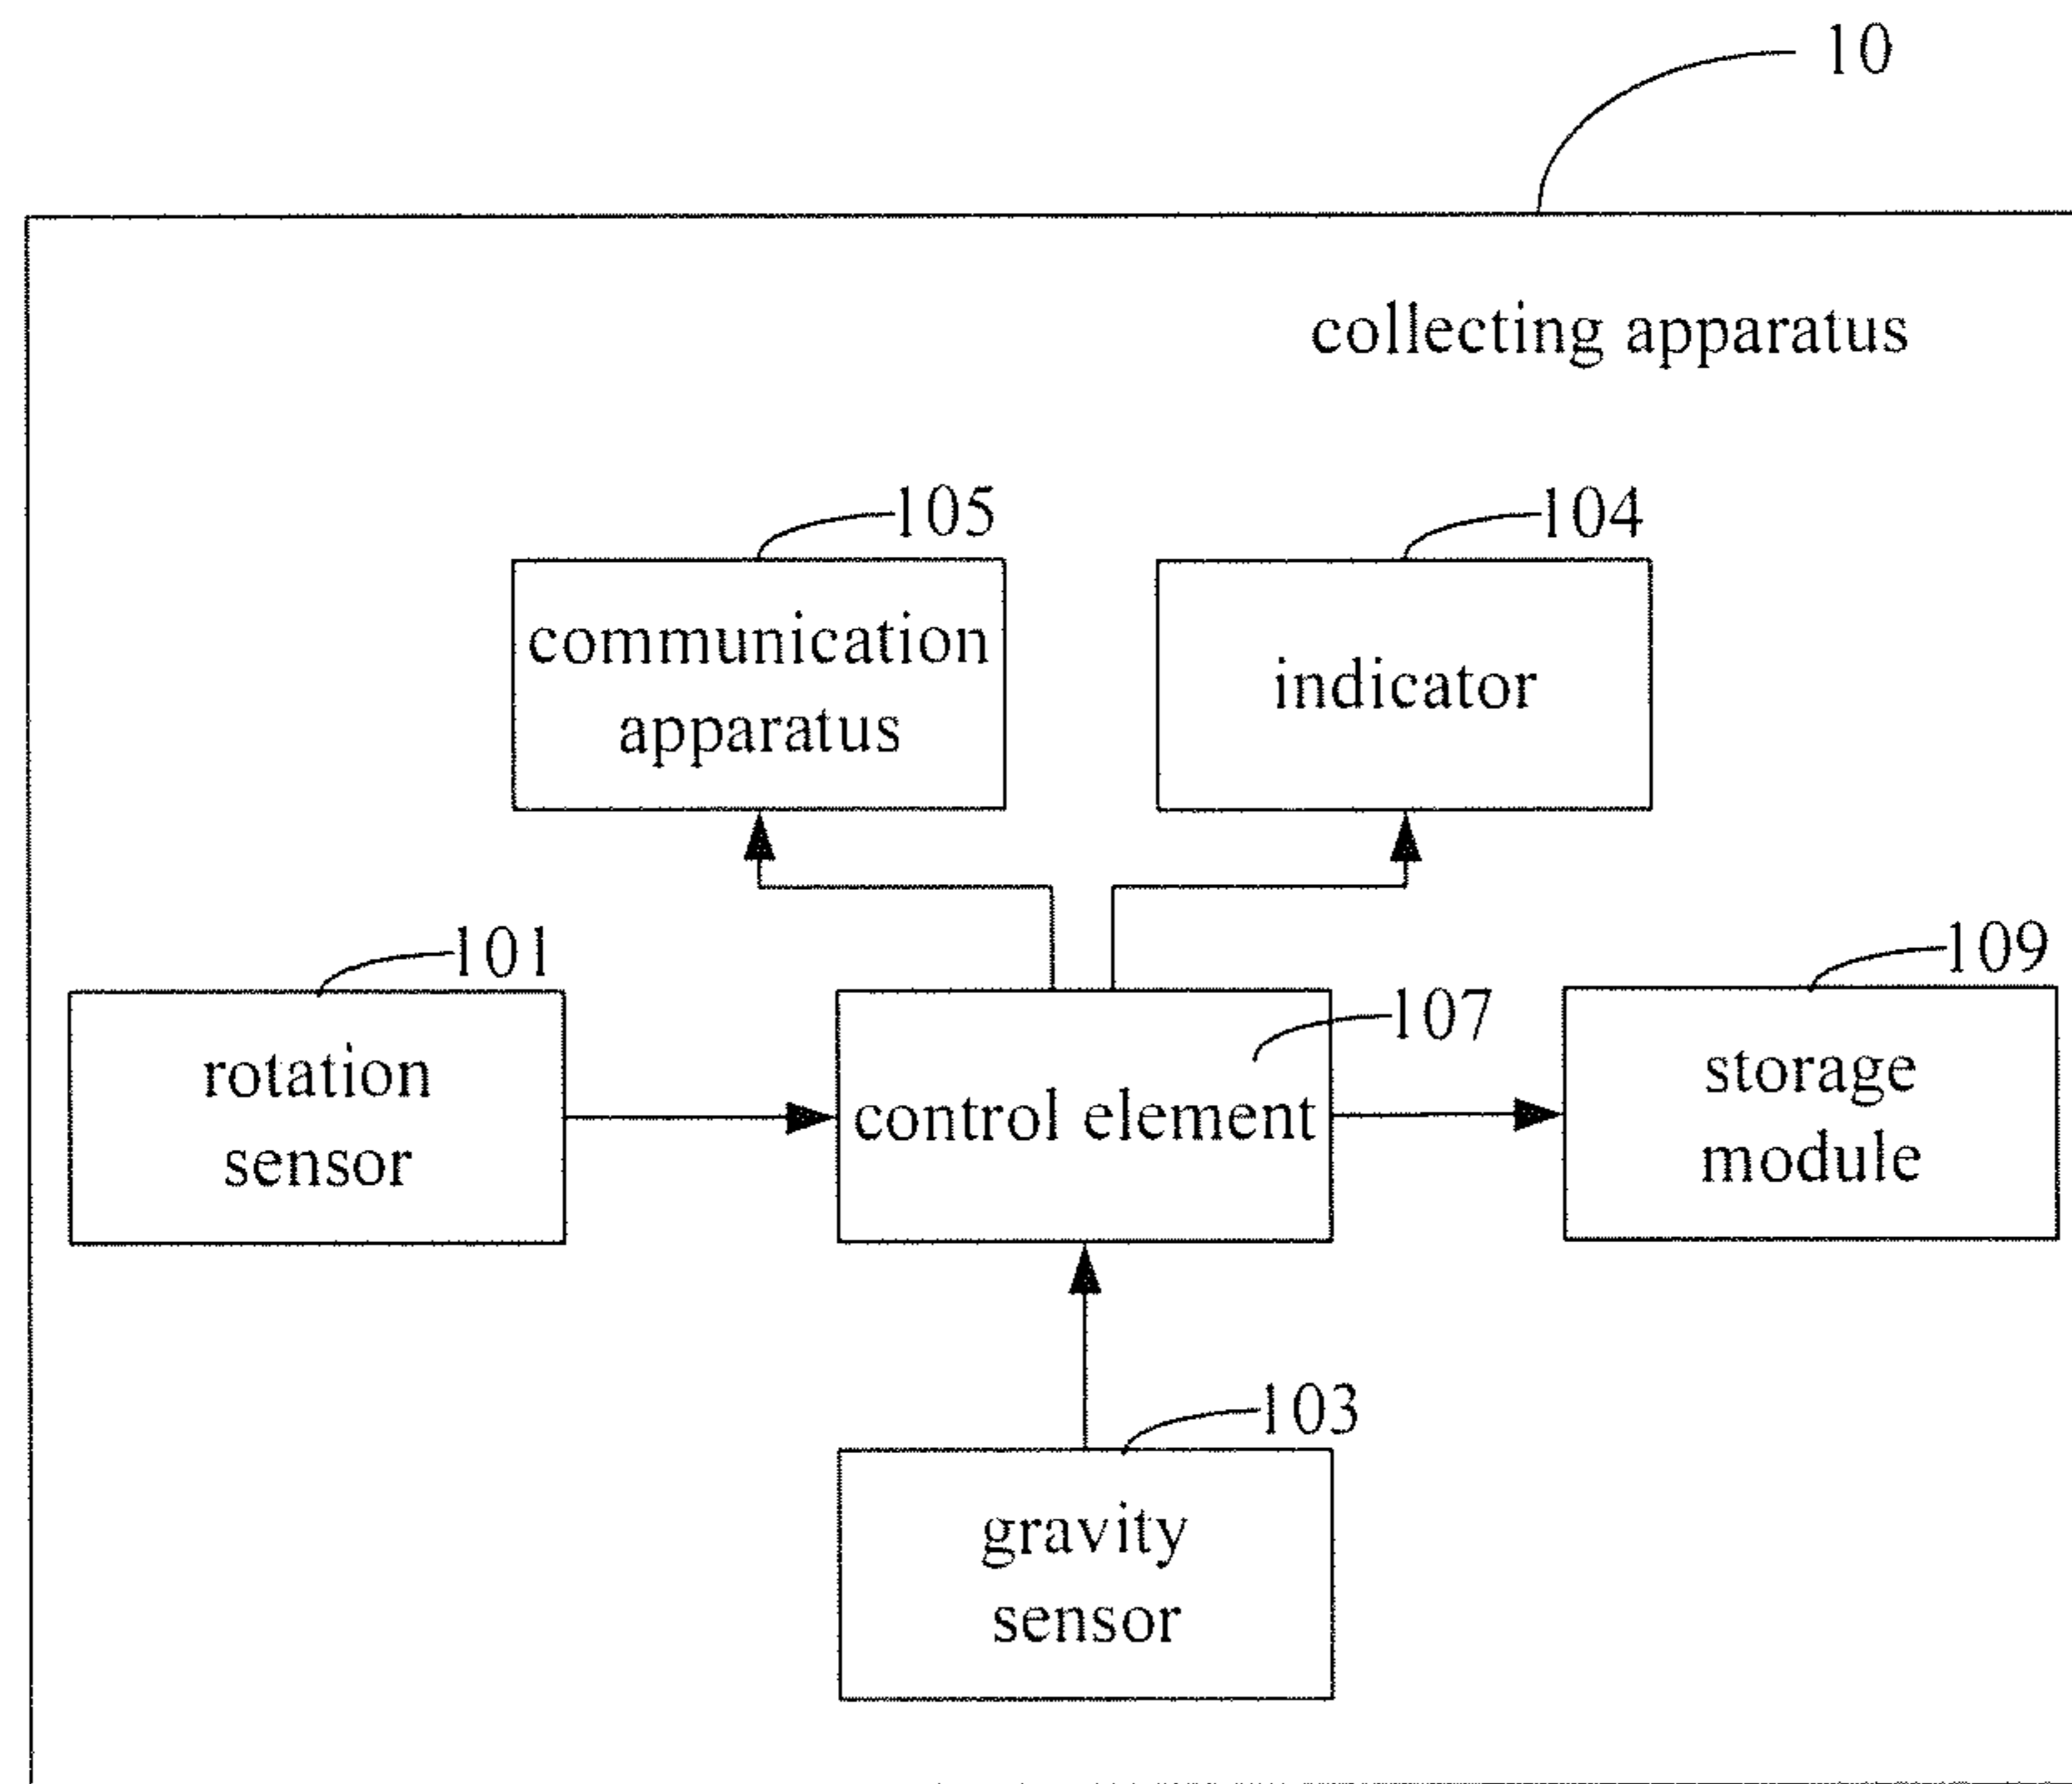 10
collecting apparatus
105
104
communication
apparatus
indicator
101
107
109
rotation
sensor
control element
storage
module
103
gravity
sensor